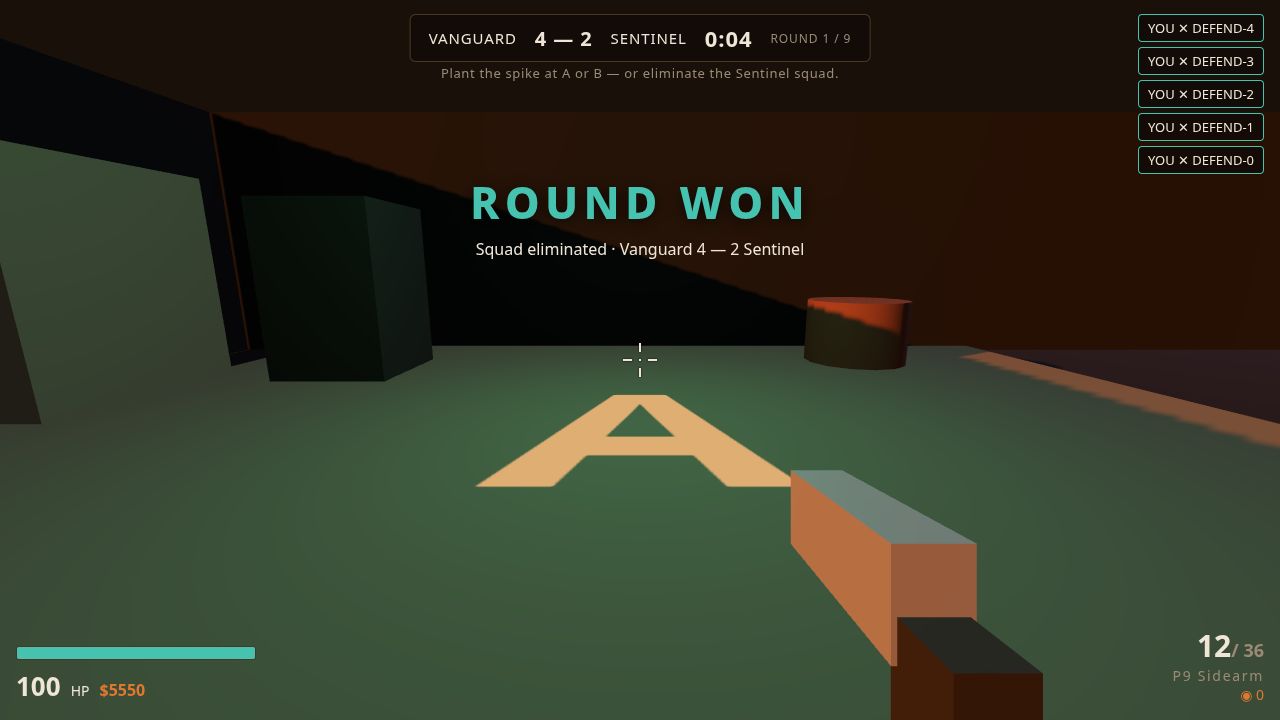 VANGUARD 4 — 2 SENTINEL 0:04 ROUND 1 / 9
Plant the spike at A or B — or eliminate the Sentinel squad.
YOU ✕ DEFEND-4
YOU ✕ DEFEND-3
YOU ✕ DEFEND-2
YOU ✕ DEFEND-1
YOU ✕ DEFEND-0
ROUND WON
Squad eliminated · Vanguard 4 — 2 Sentinel
A
100 HP $5550
12 / 36
P9 Sidearm
◉ 0